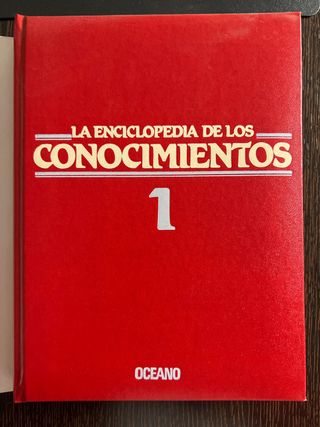 LA ENCICLOPEDIA DE LOS
CONOCIMIENTOS
1
OCEANO